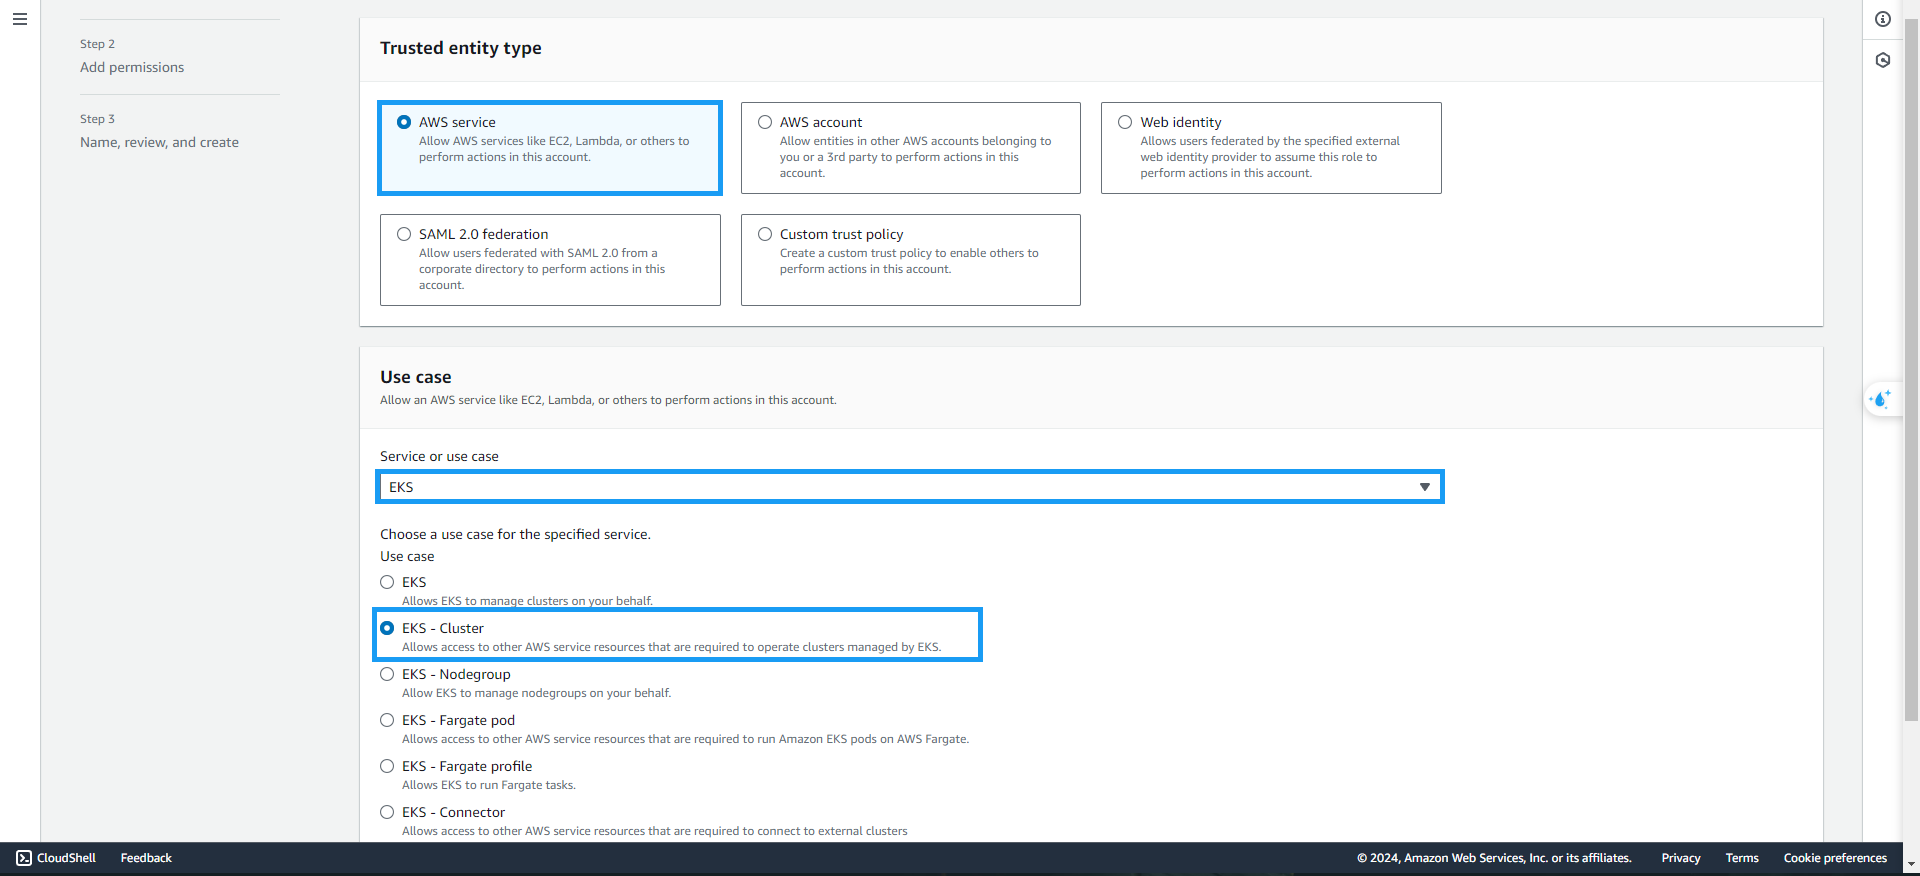 Step 2
Add permissions
Step 3
Name, review, and create
Trusted entity type
AWS service
Allow AWS services like EC2, Lambda, or others to
perform actions in this account.
AWS account
Allow entities in other AWS accounts belonging to
you or a 3rd party to perform actions in this
account.
Web identity
Allows users federated by the specified external
web identity provider to assume this role to
perform actions in this account.
SAML 2.0 federation
Allow users federated with SAML 2.0 from a
corporate directory to perform actions in this
account.
Custom trust policy
Create a custom trust policy to enable others to
perform actions in this account.
Use case
Allow an AWS service like EC2, Lambda, or others to perform actions in this account.
Service or use case
EKS
Choose a use case for the specified service.
Use case
EKS
Allows EKS to manage clusters on your behalf.
EKS - Cluster
Allows access to other AWS service resources that are required to operate clusters managed by EKS.
EKS - Nodegroup
Allow EKS to manage nodegroups on your behalf.
EKS - Fargate pod
Allows access to other AWS service resources that are required to run Amazon EKS pods on AWS Fargate.
EKS - Fargate profile
Allows EKS to run Fargate tasks.
EKS - Connector
Allows access to other AWS service resources that are required to connect to external clusters
CloudShell Feedback © 2024, Amazon Web Services, Inc. or its affiliates. Privacy Terms Cookie preferences